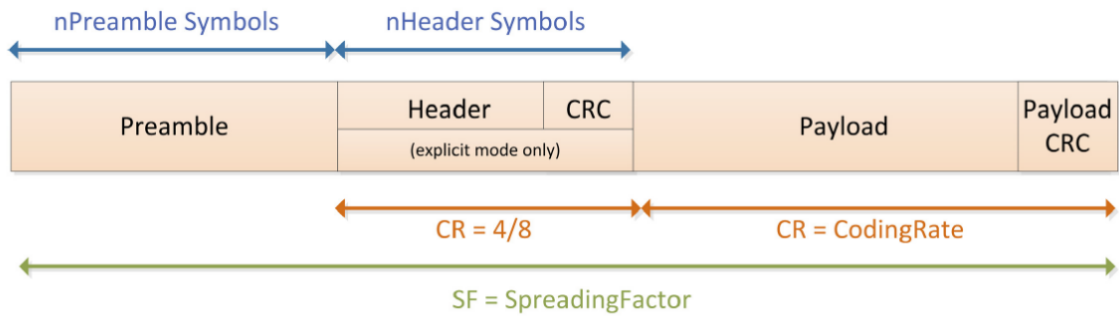 nPreamble Symbols
nHeader Symbols
Preamble
Header
CRC
(explicit mode only)
Payload
Payload
CRC
CR = 4/8
CR = CodingRate
SF = SpreadingFactor